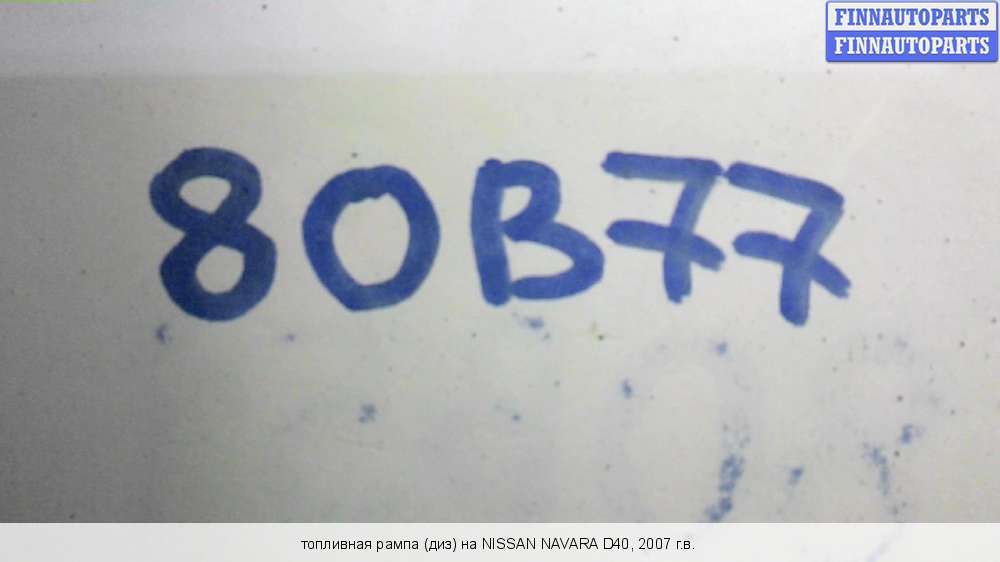 FINNAUTOPARTS
FINNAUTOPARTS
80B77
топливная рампа (диз) на NISSAN NAVARA D40, 2007 г.в.